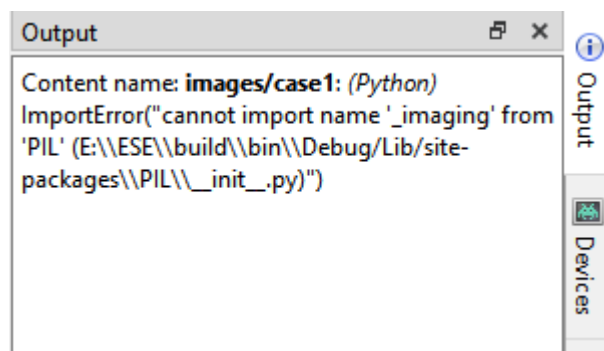 Output
Content name: images/case1: (Python)
ImportError("cannot import name '_imaging' from
'PIL' (E:\\ESE\\build\\bin\\Debug/Lib/site-
packages\\PIL\\__init__.py)")
Output
Devices